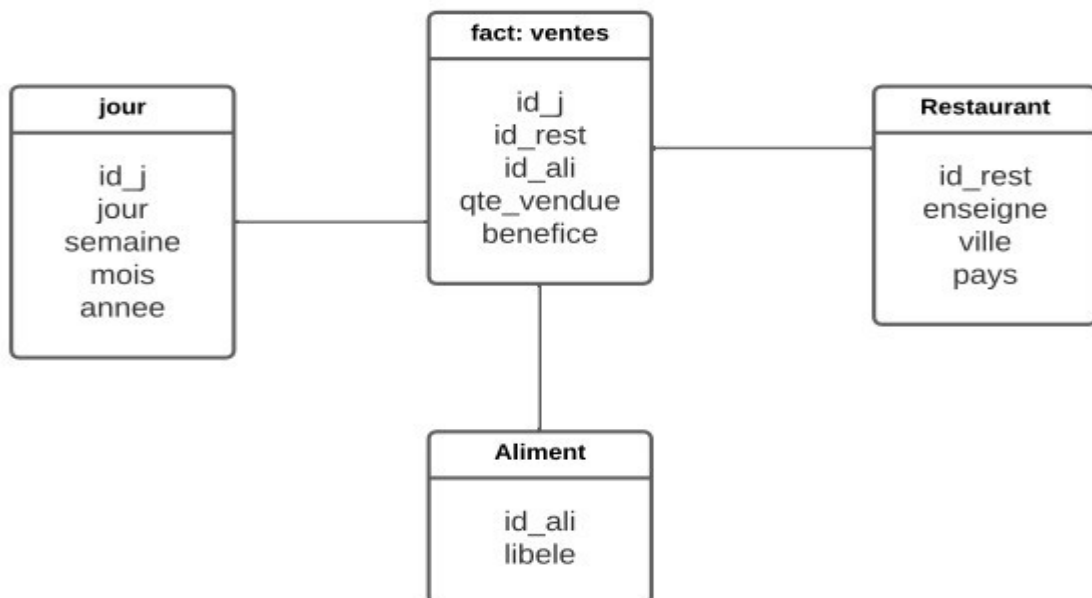 fact: ventes
id_j
id_rest
id_ali
qte_vendue
benefice
jour
id_j
jour
semaine
mois
annee
Restaurant
id_rest
enseigne
ville
pays
Aliment
id_ali
libele